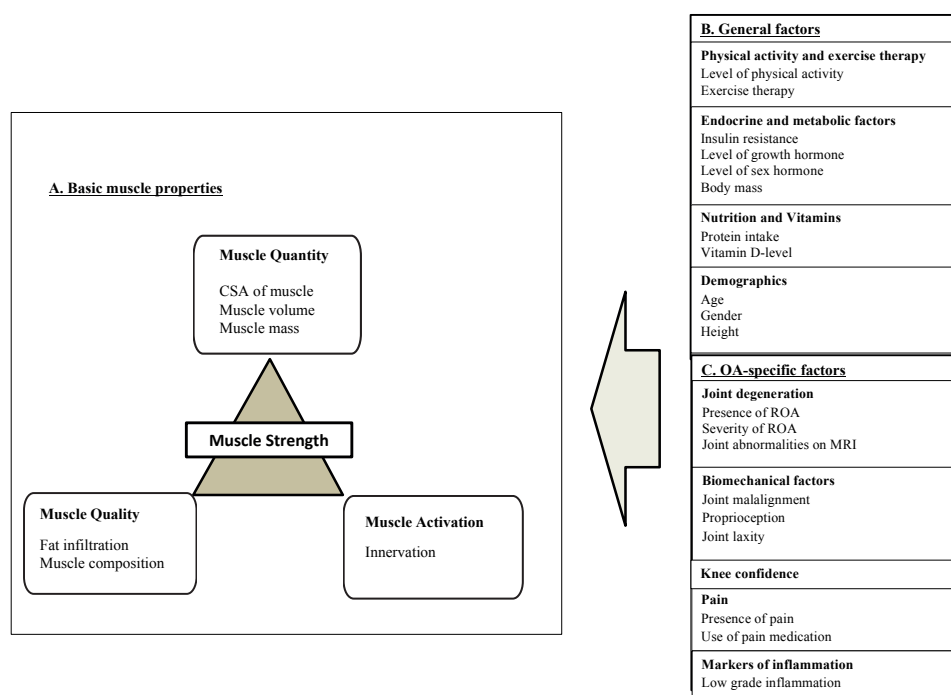 A. Basic muscle properties
Muscle Quantity
CSA of muscle
Muscle volume
Muscle mass
Muscle Strength
Muscle Quality
Fat infiltration
Muscle composition
Muscle Activation
Innervation
B. General factors
Physical activity and exercise therapy
Level of physical activity
Exercise therapy
Endocrine and metabolic factors
Insulin resistance
Level of growth hormone
Level of sex hormone
Body mass
Nutrition and Vitamins
Protein intake
Vitamin D-level
Demographics
Age
Gender
Height
C. OA-specific factors
Joint degeneration
Presence of ROA
Severity of ROA
Joint abnormalities on MRI
Biomechanical factors
Joint malalignment
Proprioception
Joint laxity
Knee confidence
Pain
Presence of pain
Use of pain medication
Markers of inflammation
Low grade inflammation